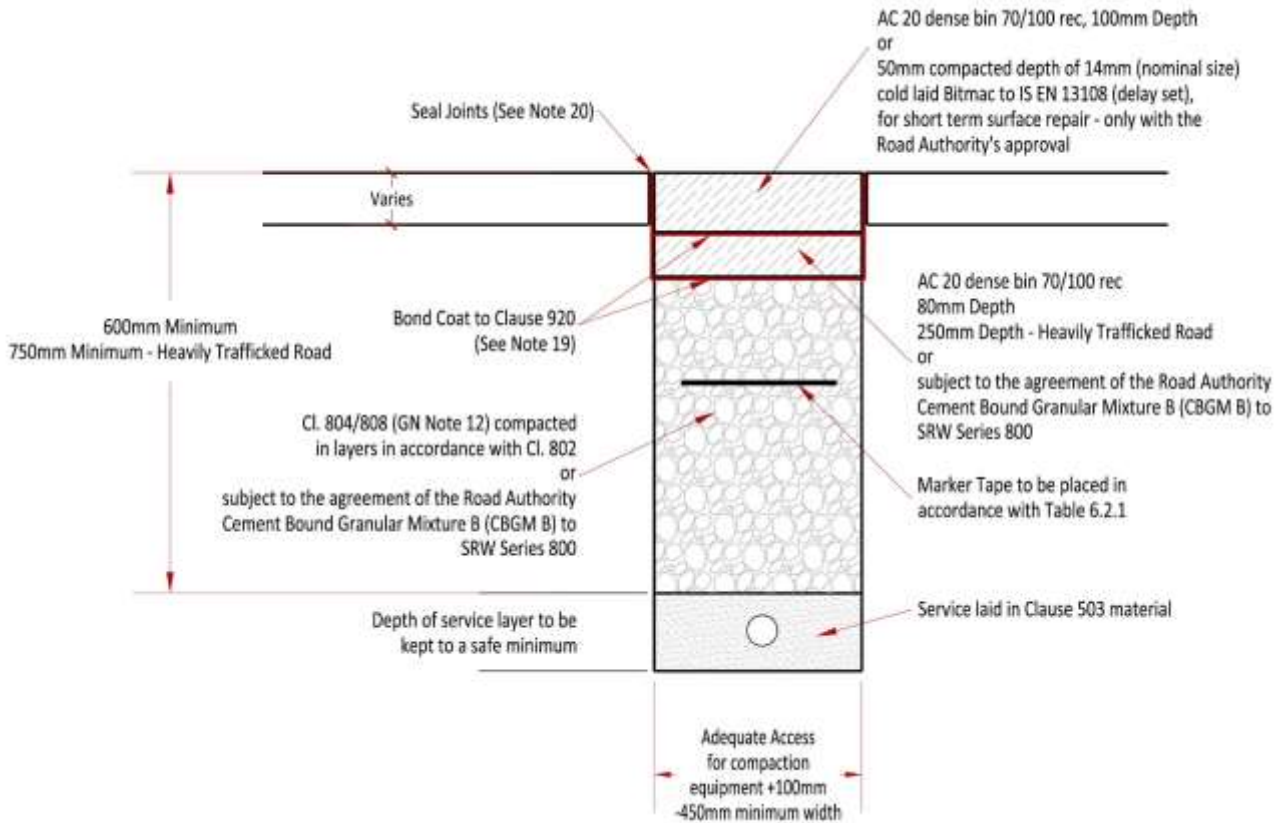 AC 20 dense bin 70/100 rec, 100mm Depth
or
50mm compacted depth of 14mm (nominal size)
cold laid Bitmac to IS EN 13108 (delay set),
for short term surface repair - only with the
Road Authority's approval
Seal Joints (See Note 20)
Varies
600mm Minimum
750mm Minimum - Heavily Trafficked Road
Bond Coat to Clause 920
(See Note 19)
AC 20 dense bin 70/100 rec
80mm Depth
250mm Depth - Heavily Trafficked Road
or
subject to the agreement of the Road Authority
Cement Bound Granular Mixture B (CBGM B) to
SRW Series 800
Cl. 804/808 (GN Note 12) compacted
in layers in accordance with Cl. 802
or
subject to the agreement of the Road Authority
Cement Bound Granular Mixture B (CBGM B) to
SRW Series 800
Marker Tape to be placed in
accordance with Table 6.2.1
Depth of service layer to be
kept to a safe minimum
Service laid in Clause 503 material
Adequate Access
for compaction
equipment +100mm
-450mm minimum width